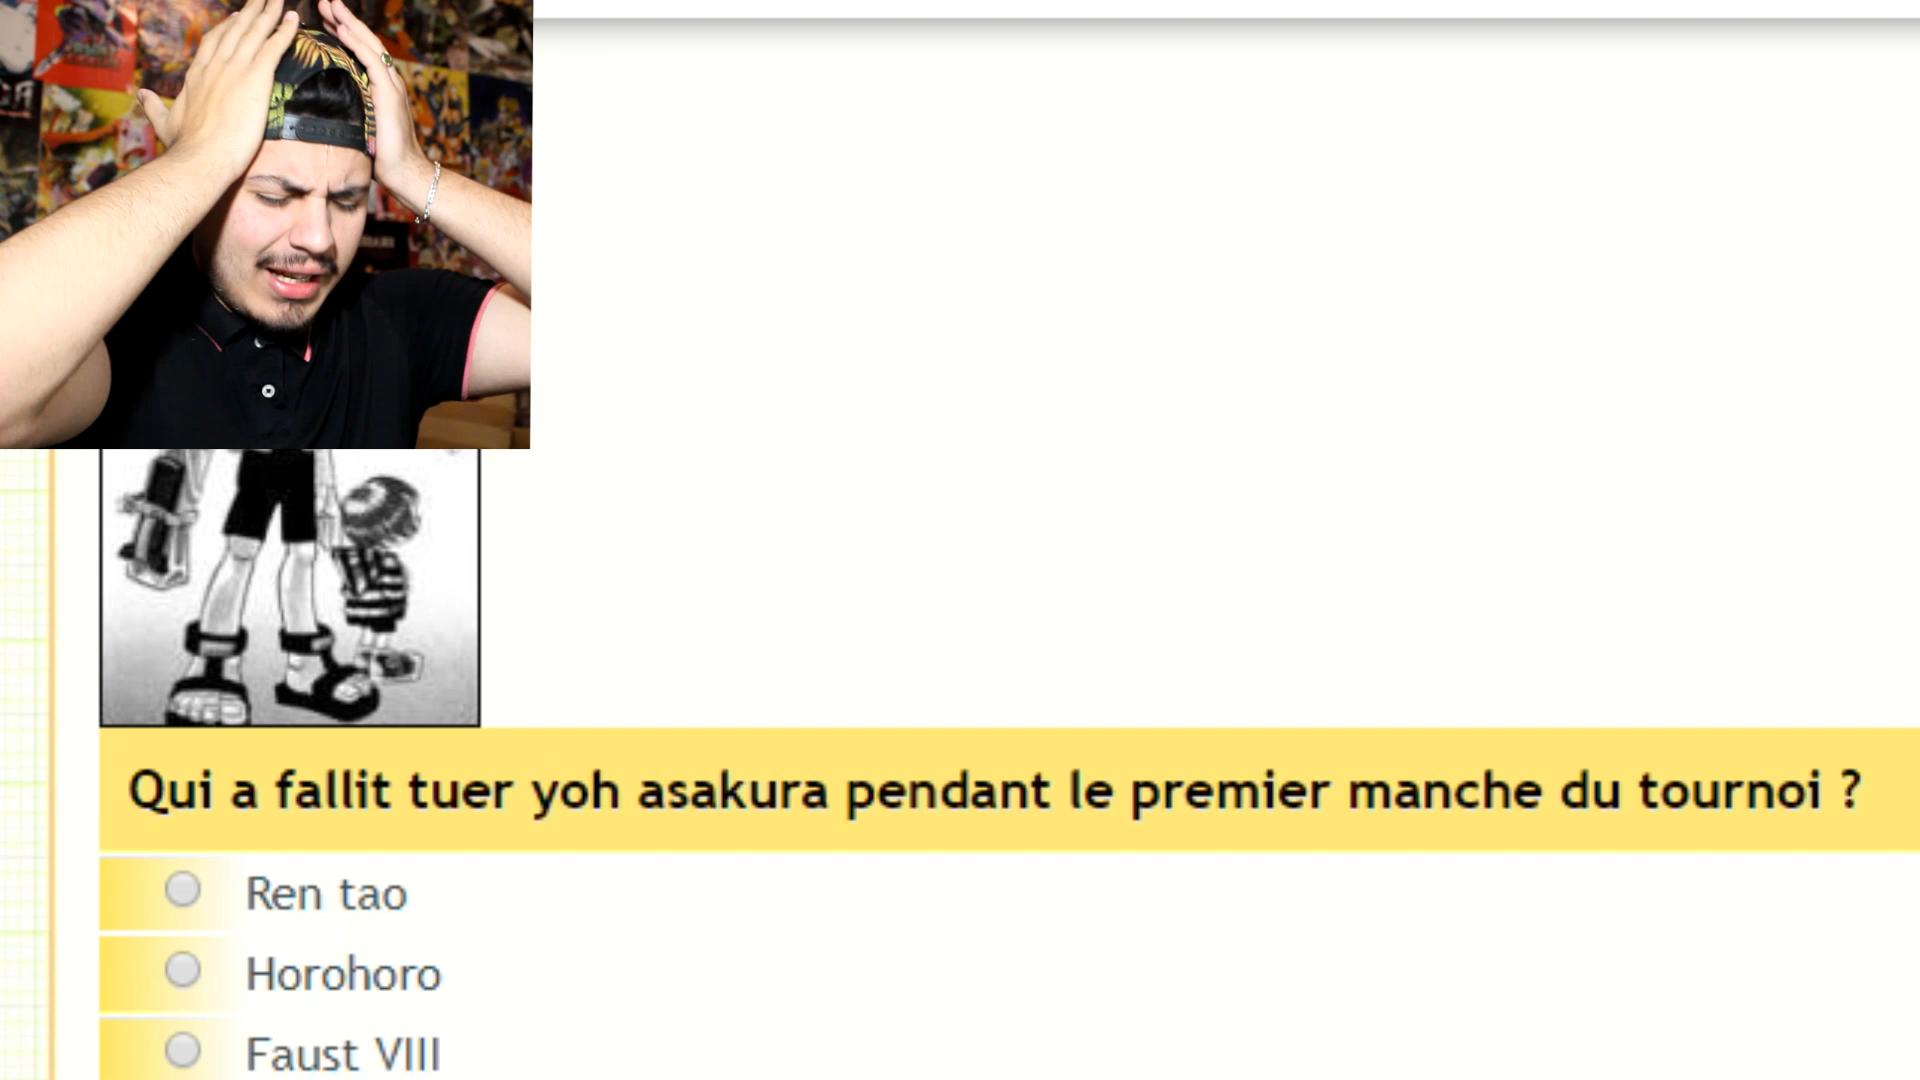 Qui a fallit tuer yoh asakura pendant le premier manche du tournoi ?
Ren tao
Horohoro
Faust VIII